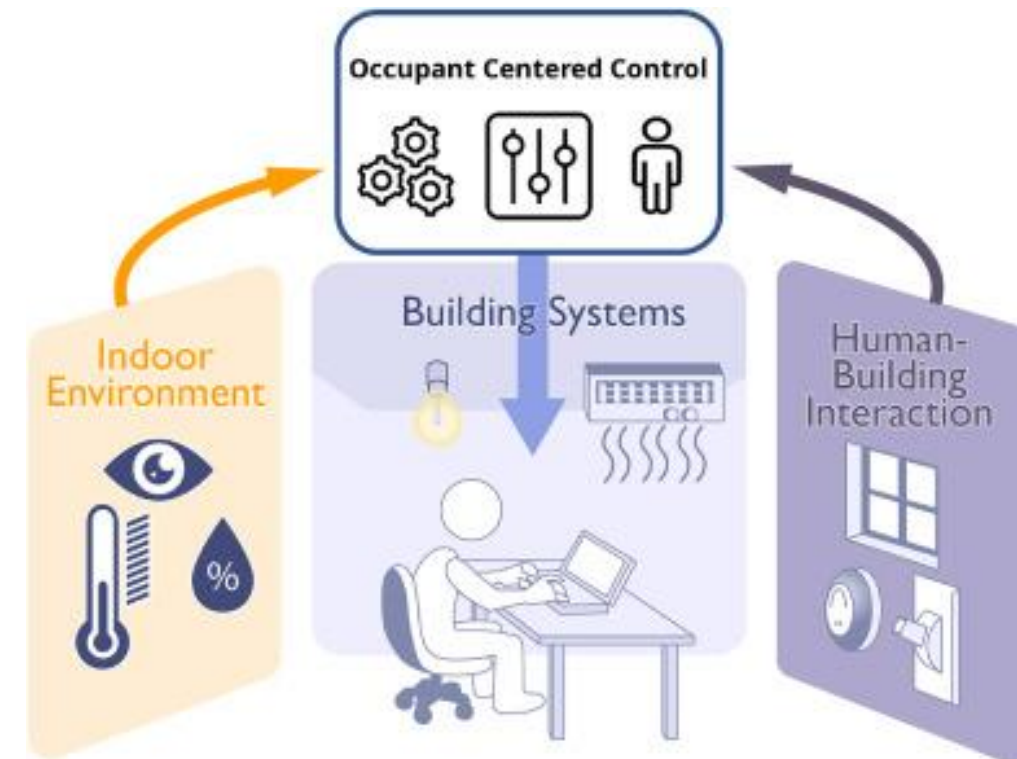 Occupant Centered Control
Building Systems
Indoor
Environment
%
Human-
Building
Interaction